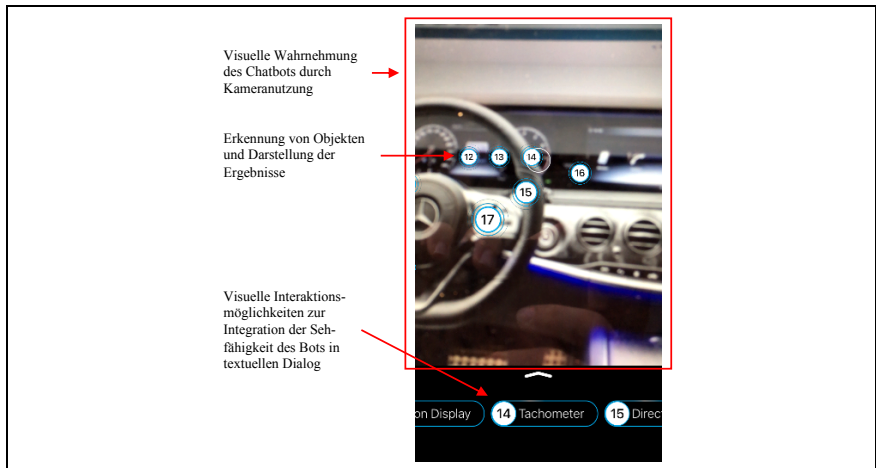 Visuelle Wahrnehmung
des Chatbots durch
Kameranutzung
Erkennung von Objekten
und Darstellung der
Ergebnisse
12
13
14
16
15
17
Visuelle Interaktions-
möglichkeiten zur
Integration der Seh-
fähigkeit des Bots in
textuellen Dialog
on Display
14 Tachometer
15 Direct